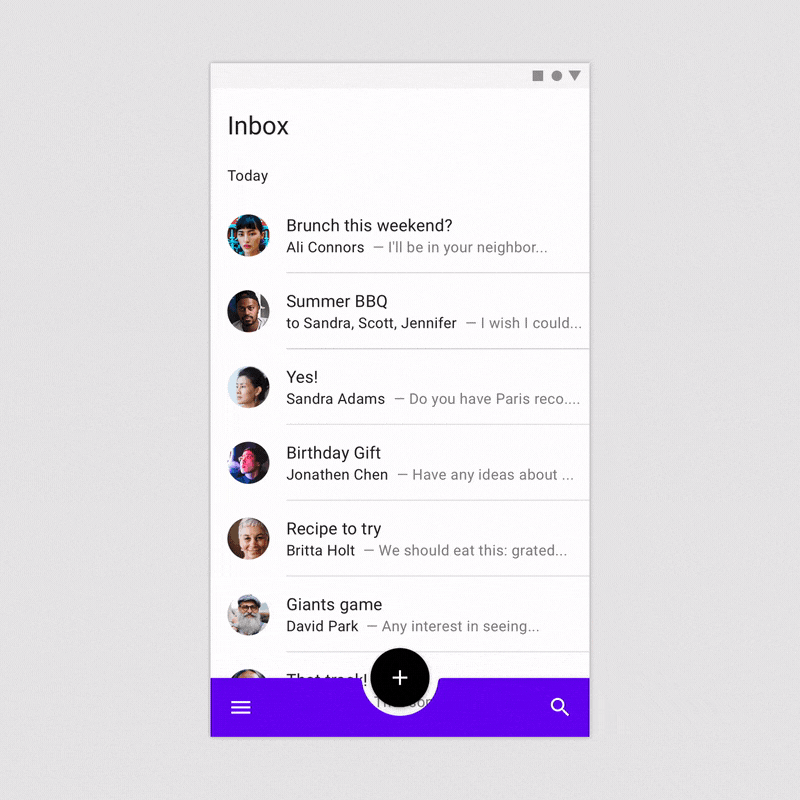 Inbox
Today
Brunch this weekend?
Ali Connors — I'll be in your neighbor...
Summer BBQ
to Sandra, Scott, Jennifer — I wish I could...
Yes!
Sandra Adams — Do you have Paris reco....
Birthday Gift
Jonathen Chen — Have any ideas about ...
Recipe to try
Britta Holt — We should eat this: grated...
Giants game
David Park — Any interest in seeing...
That track!